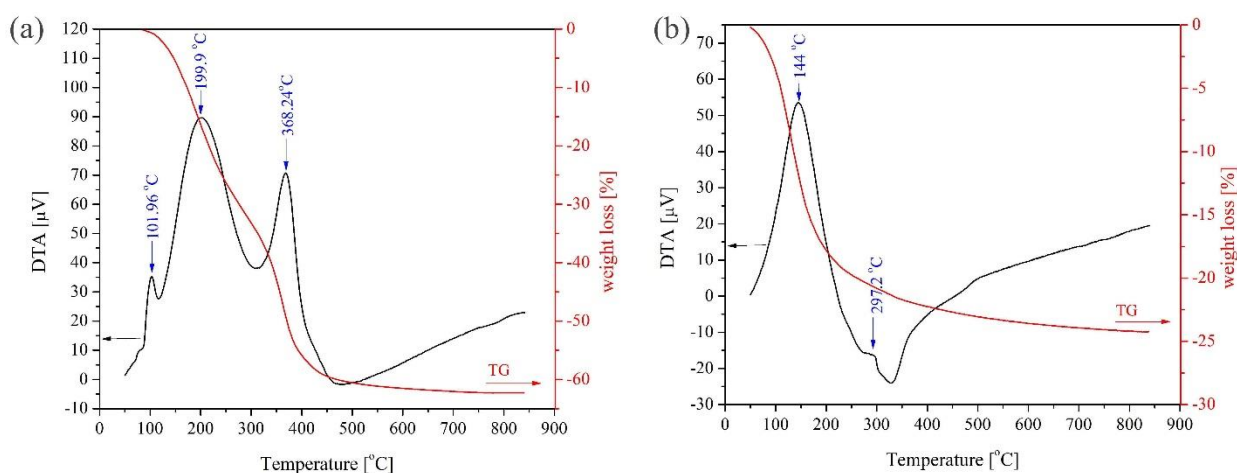 (a)
120
110
100
90
80
70
60
50
40
30
20
10
0
-10
DTA [µV]
101.96 °C
199.9 °C
368.24°C
TG
0
-10
-20
-30
-40
-50
-60
weight loss [%]
0 100 200 300 400 500 600 700 800 900
Temperature [°C]
(b)
70
60
50
40
30
20
10
0
-10
-20
-30
DTA [µV]
144 °C
297.2 °C
TG
0
-5
-10
-15
-20
-25
-30
weight loss [%]
0 100 200 300 400 500 600 700 800 900
Temperature [°C]